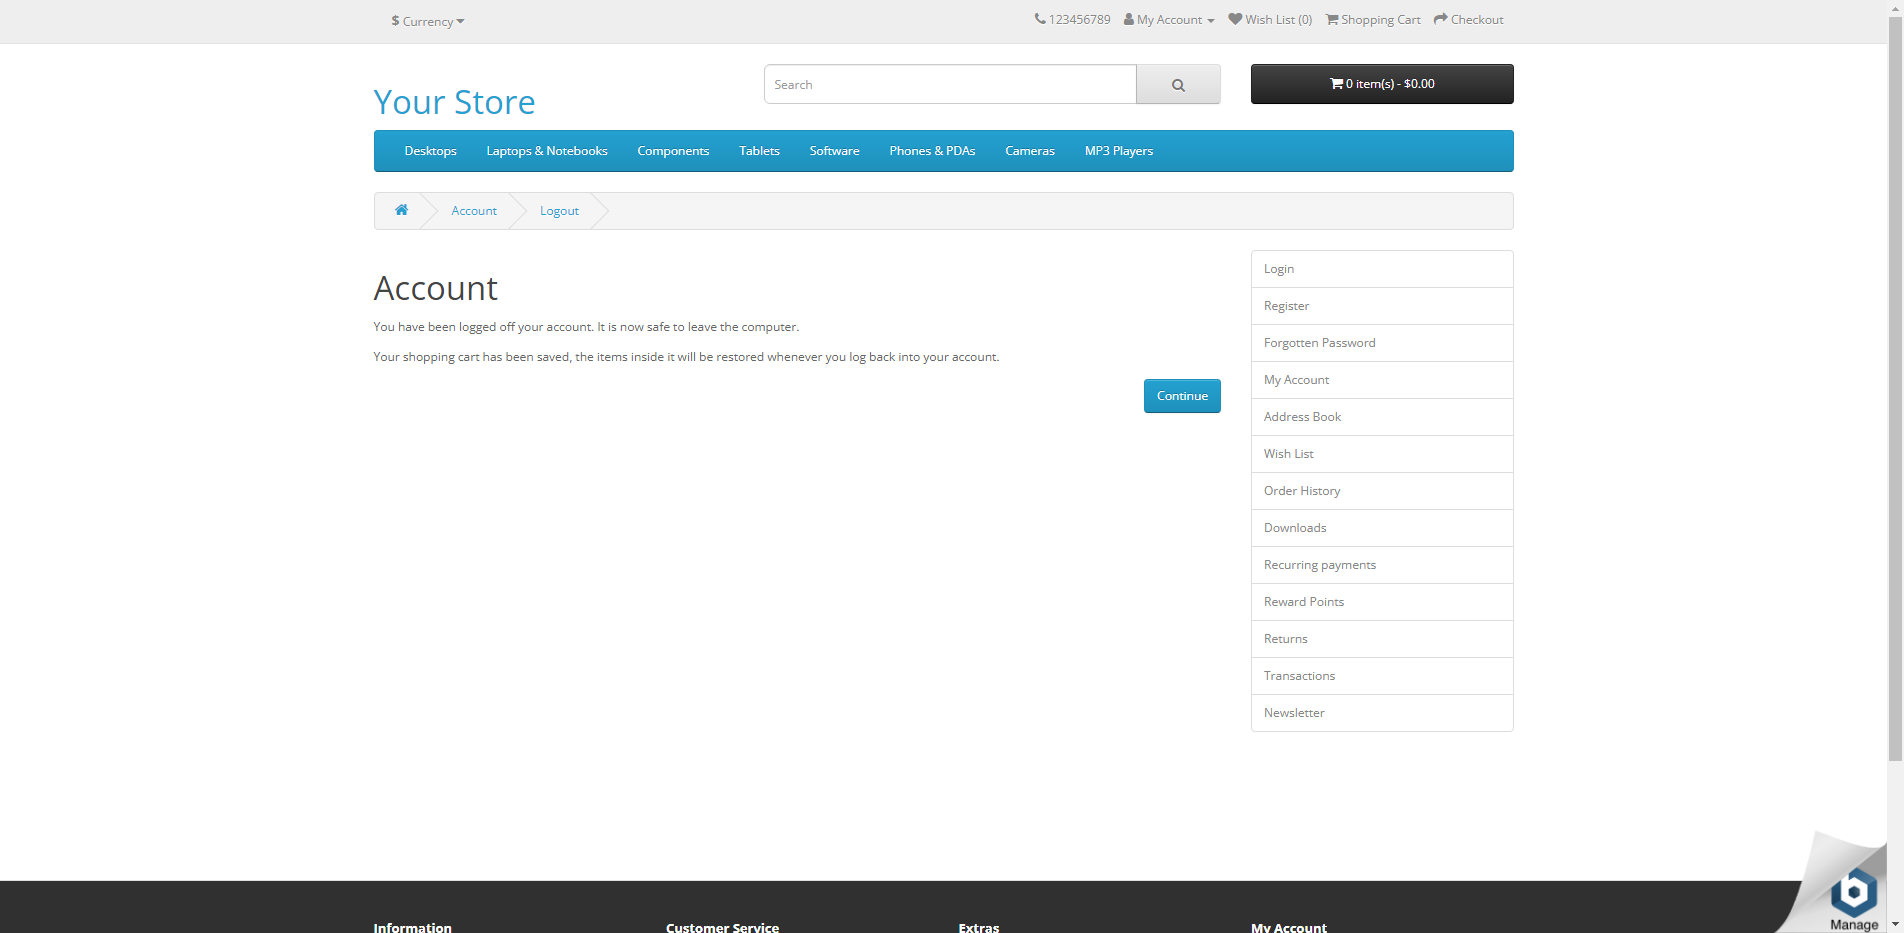 $ Currency
123456789 My Account Wish List (0) Shopping Cart Checkout
Your Store
Search
0 item(s) - $0.00
Desktops Laptops & Notebooks Components Tablets Software Phones & PDAs Cameras MP3 Players
Account Logout
Account
You have been logged off your account. It is now safe to leave the computer.
Your shopping cart has been saved, the items inside it will be restored whenever you log back into your account.
Continue
Login
Register
Forgotten Password
My Account
Address Book
Wish List
Order History
Downloads
Recurring payments
Reward Points
Returns
Transactions
Newsletter
Information Customer Service Extras My Account
b
Manage